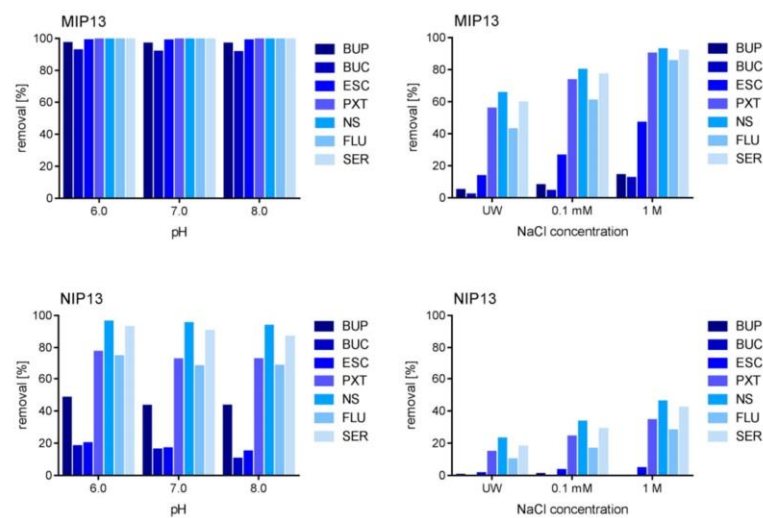 MIP13
removal [%]
100
80
60
40
20
0
6.0 7.0 8.0
pH
BUP
BUC
ESC
PXT
NS
FLU
SER
MIP13
removal [%]
100
80
60
40
20
0
UW 0.1 mM 1 M
NaCl concentration
BUP
BUC
ESC
PXT
NS
FLU
SER
NIP13
removal [%]
100
80
60
40
20
0
6.0 7.0 8.0
pH
BUP
BUC
ESC
PXT
NS
FLU
SER
NIP13
removal [%]
100
80
60
40
20
0
UW 0.1 mM 1 M
NaCl concentration
BUP
BUC
ESC
PXT
NS
FLU
SER